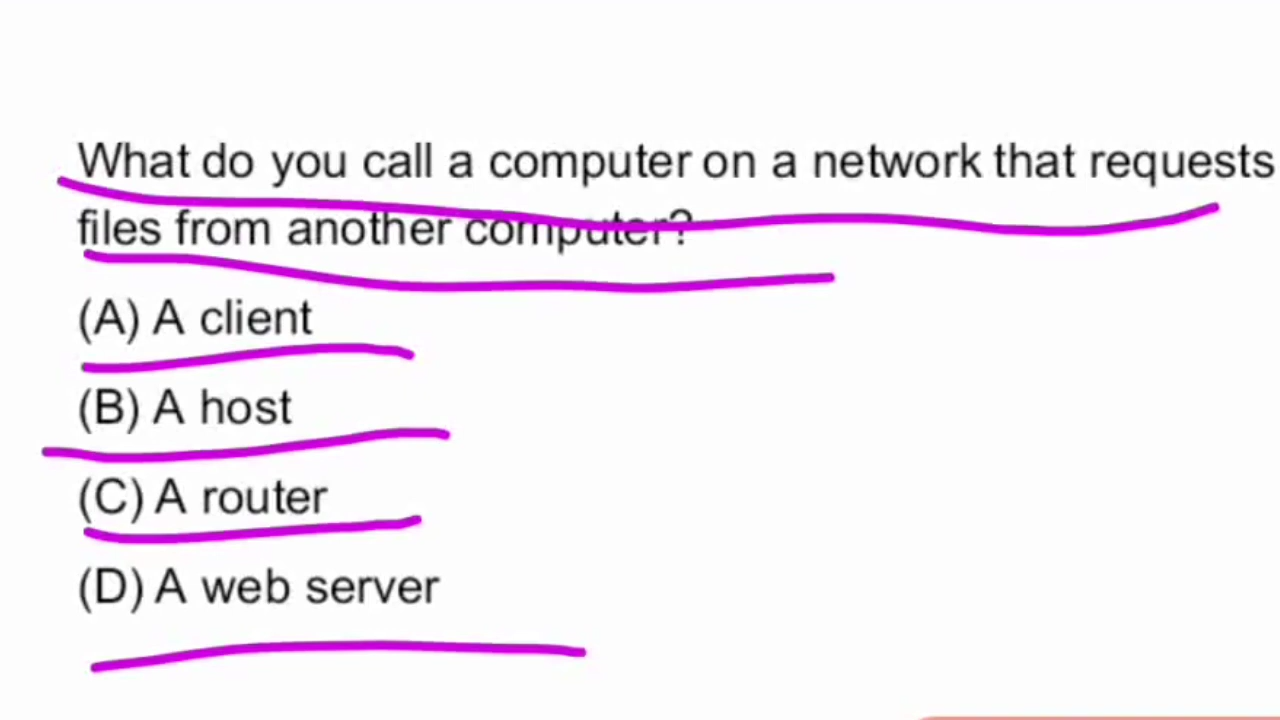 What do you call a computer on a network that requests
files from another computer?
(A) A client
(B) A host
(C) A router
(D) A web server